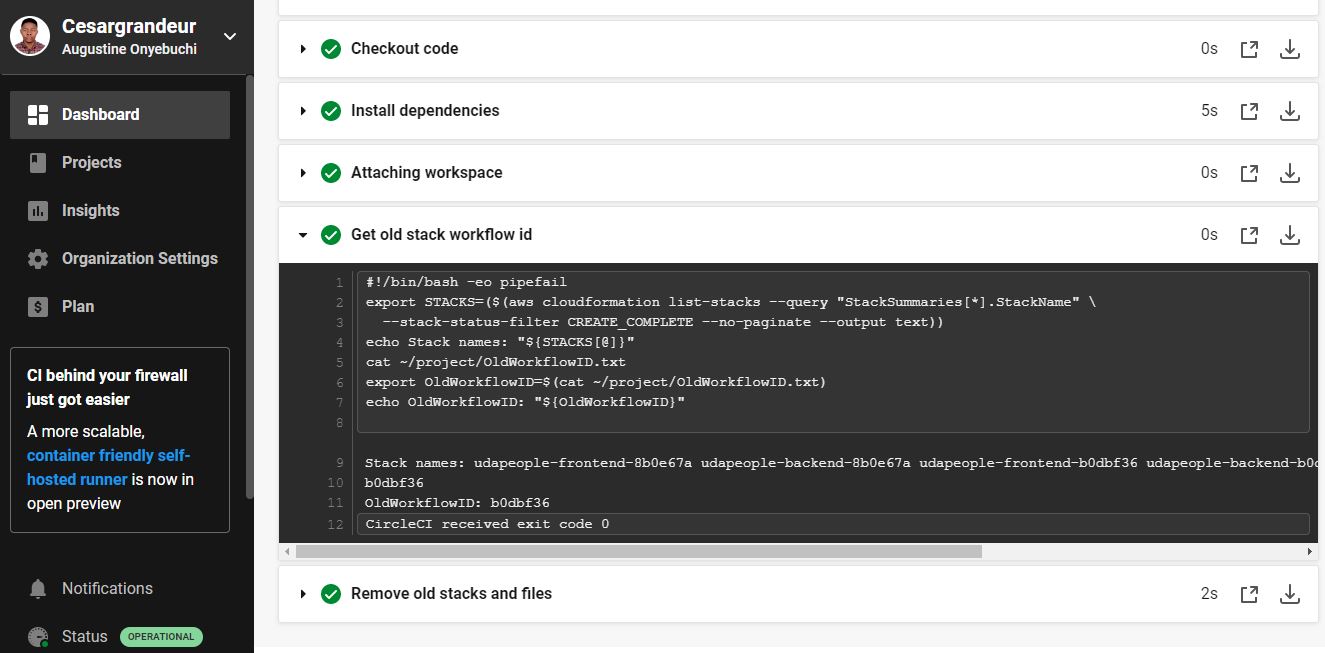 Cesargrandeur
Augustine Onyebuchi
Dashboard
Projects
Insights
Organization Settings
Plan
CI behind your firewall
just got easier
A more scalable,
container friendly self-
hosted runner is now in
open preview
Notifications
Status OPERATIONAL
Checkout code 0s
Install dependencies 5s
Attaching workspace 0s
Get old stack workflow id 0s
1 #!/bin/bash -eo pipefail
2 export STACKS=($(aws cloudformation list-stacks --query "StackSummaries[*].StackName" \
3 --stack-status-filter CREATE_COMPLETE --no-paginate --output text))
4 echo Stack names: "${STACKS[@]}"
5 cat ~/project/OldWorkflowID.txt
6 export OldWorkflowID=$(cat ~/project/OldWorkflowID.txt)
7 echo OldWorkflowID: "${OldWorkflowID}"
8
9 Stack names: udapeople-frontend-8b0e67a udapeople-backend-8b0e67a udapeople-frontend-b0dbf36 udapeople-backend-b0
10 b0dbf36
11 OldWorkflowID: b0dbf36
12 CircleCI received exit code 0
Remove old stacks and files 2s